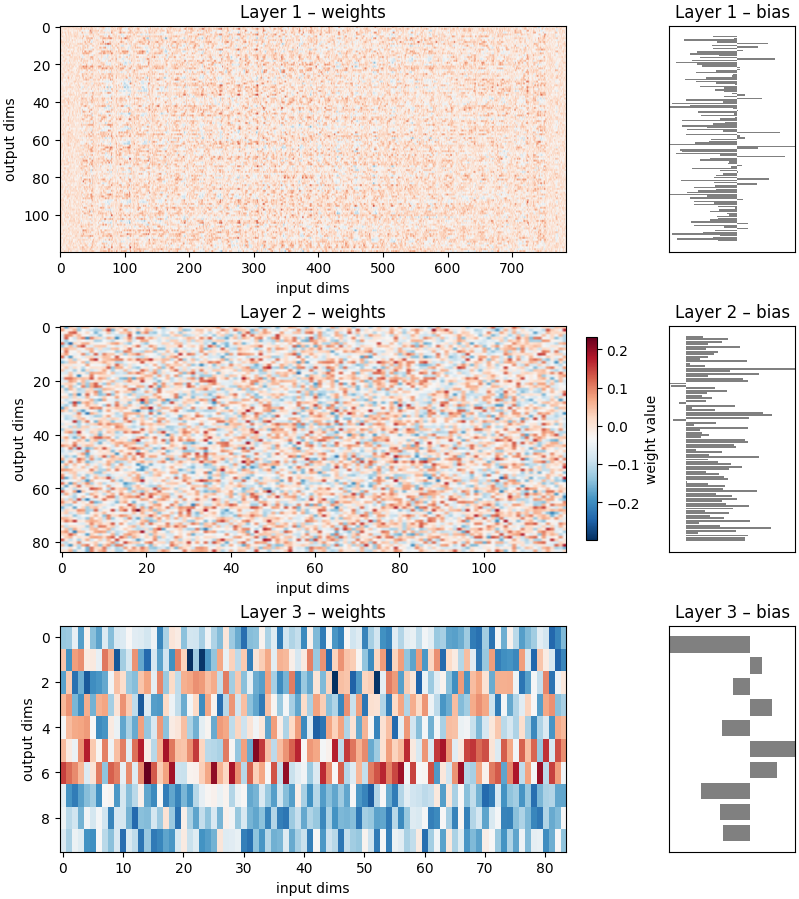 Layer 1 – weights
Layer 1 – bias
output dims
0
20
40
60
80
100
0 100 200 300 400 500 600 700
input dims
Layer 2 – weights
Layer 2 – bias
output dims
0
20
40
60
80
0 20 40 60 80 100
input dims
0.2
0.1
0.0
−0.1
−0.2
weight value
Layer 3 – weights
Layer 3 – bias
output dims
0
2
4
6
8
0 10 20 30 40 50 60 70 80
input dims